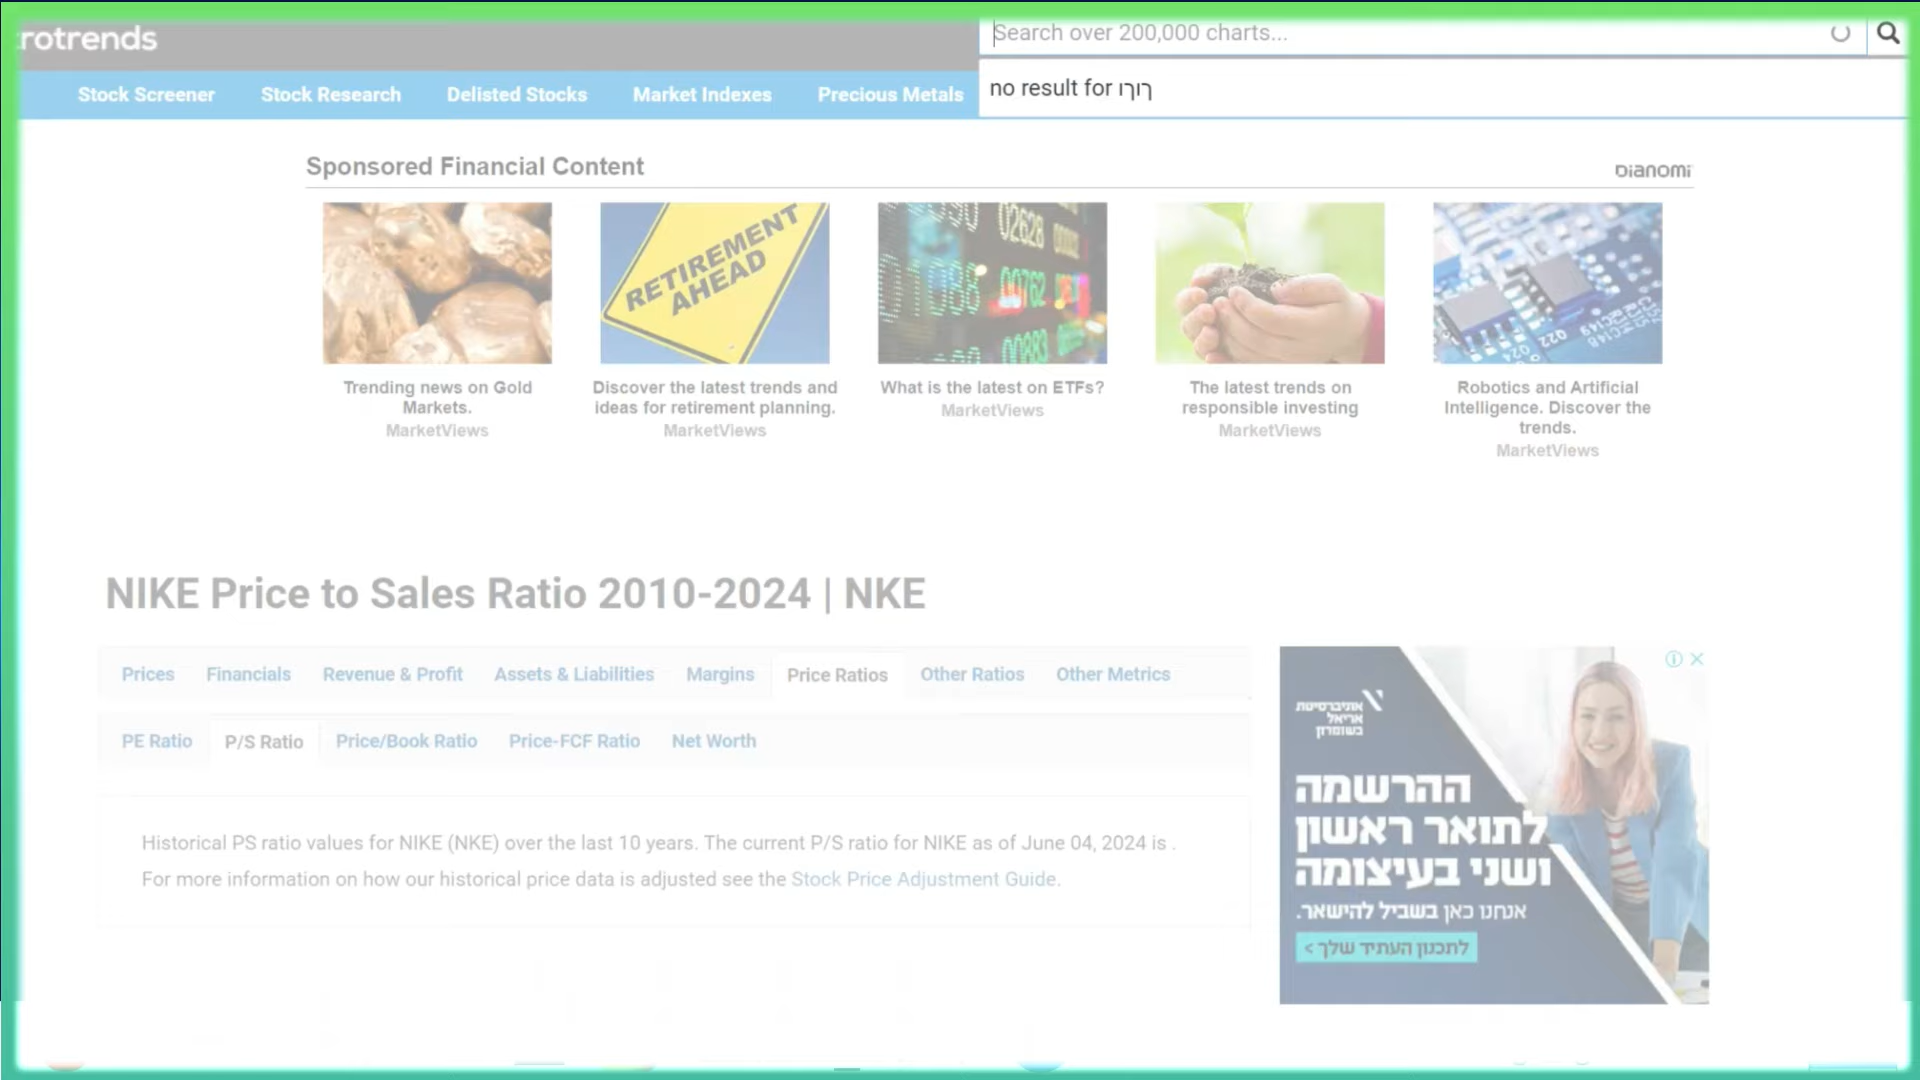 rotrends
Search over 200,000 charts...
Stock Screener
Stock Research
Delisted Stocks
Market Indexes
Precious Metals
no result for ורןך
Sponsored Financial Content
DIANOMI
RETIREMENT
AHEAD
02628
00762
00883
Trending news on Gold
Markets.
MarketViews
Discover the latest trends and
ideas for retirement planning.
MarketViews
What is the latest on ETFs?
MarketViews
The latest trends on
responsible investing
MarketViews
Robotics and Artificial
Intelligence. Discover the
trends.
MarketViews
NIKE Price to Sales Ratio 2010-2024 | NKE
Prices
Financials
Revenue & Profit
Assets & Liabilities
Margins
Price Ratios
Other Ratios
Other Metrics
PE Ratio
P/S Ratio
Price/Book Ratio
Price-FCF Ratio
Net Worth
Historical PS ratio values for NIKE (NKE) over the last 10 years. The current P/S ratio for NIKE as of June 04, 2024 is .
For more information on how our historical price data is adjusted see the Stock Price Adjustment Guide.
אוניברסיטת
אריאל
בשומרון
ההרשמה
לתואר ראשון
ושני בעיצומה
אנחנו כאן בשביל להישאר.
לתכנון העתיד שלך >